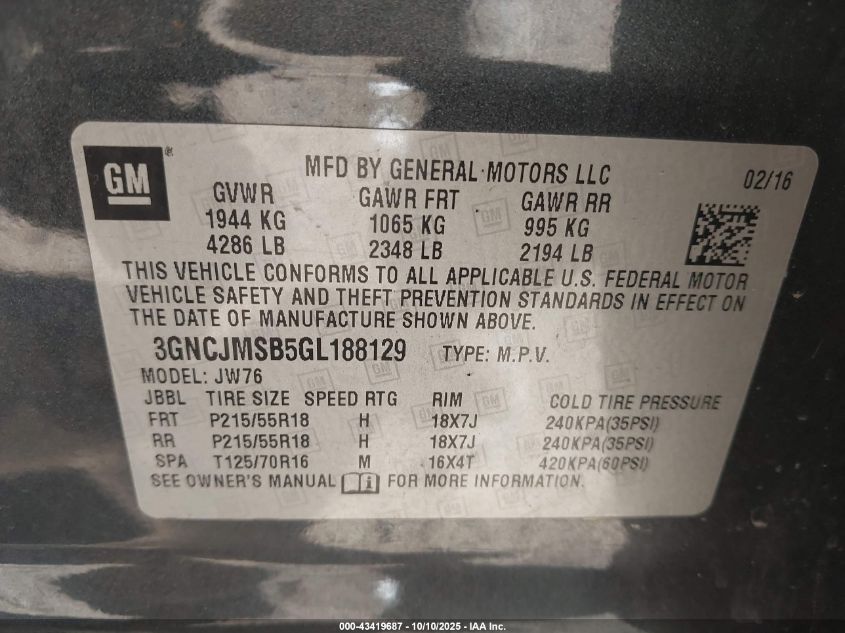 GM®
MFD BY GENERAL MOTORS LLC 02/16
GVWR GAWR FRT GAWR RR
1944 KG 1065 KG 995 KG
4286 LB 2348 LB 2194 LB
THIS VEHICLE CONFORMS TO ALL APPLICABLE U.S. FEDERAL MOTOR
VEHICLE SAFETY AND THEFT PREVENTION STANDARDS IN EFFECT ON
THE DATE OF MANUFACTURE SHOWN ABOVE.
3GNCJMSB5GL188129 TYPE: M.P.V.
MODEL: JW76
JBBL TIRE SIZE SPEED RTG RIM COLD TIRE PRESSURE
FRT P215/55R18 H 18X7J 240KPA(35PSI)
RR P215/55R18 H 18X7J 240KPA(35PSI)
SPA T125/70R16 M 16X4T 420KPA(60PSI)
SEE OWNER'S MANUAL i FOR MORE INFORMATION.
000-43419687 - 10/10/2025 - IAA Inc.